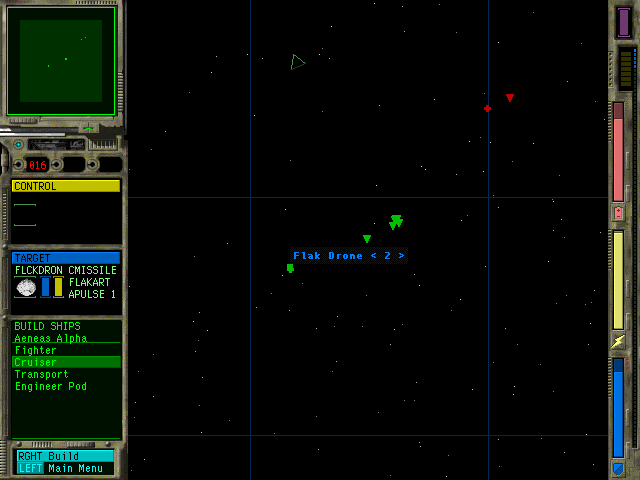 016
CONTROL
Flak Drone < 2 >
TARGET
FLCKDRON CMISSILE
FLAKART
APULSE 1
BUILD SHIPS
Aeneas Alpha
Fighter
Cruiser
Transport
Engineer Pod
RGHT Build
LEFT Main Menu